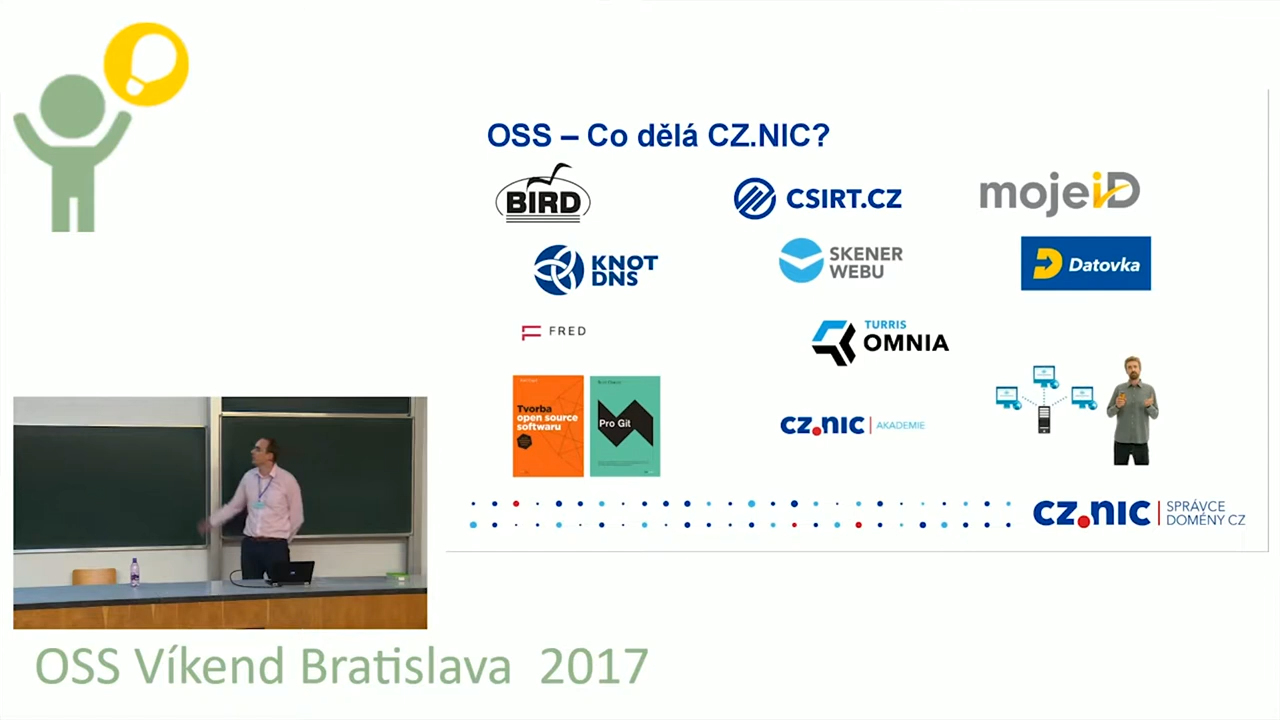 OSS – Co dělá CZ.NIC?
BIRD
CSIRT.CZ
mojeiD
KNOT
DNS
SKENER
WEBU
Datovka
FRED
TURRIS
OMNIA
Tvorba
open source
softwaru
Pro Git
CZ.NIC | AKADEMIE
CZ.NIC | SPRÁVCE
DOMÉNY CZ
OSS Víkend Bratislava 2017